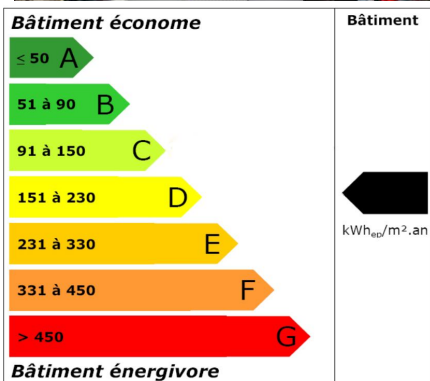 Bâtiment économe
Bâtiment
≤ 50 A
51 à 90 B
91 à 150 C
151 à 230 D
231 à 330 E
331 à 450 F
> 450 G
kWhₑₚ/m².an
Bâtiment énergivore